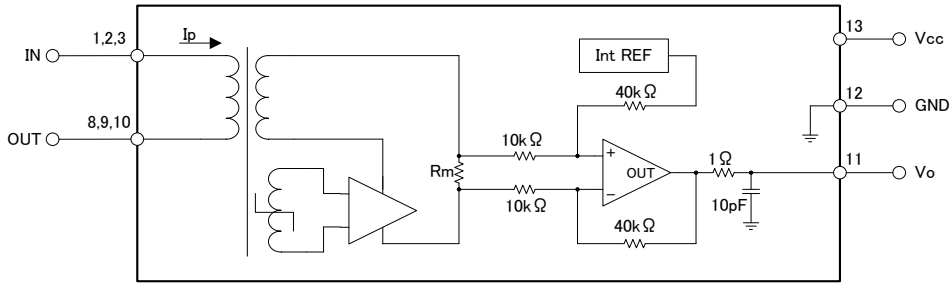 1,2,3
Ip
13
IN
Int REF
Vcc
40kΩ
12
8,9,10
GND
OUT
10kΩ
+
1Ω
11
Rm
OUT
Vo
−
10kΩ
10pF
40kΩ